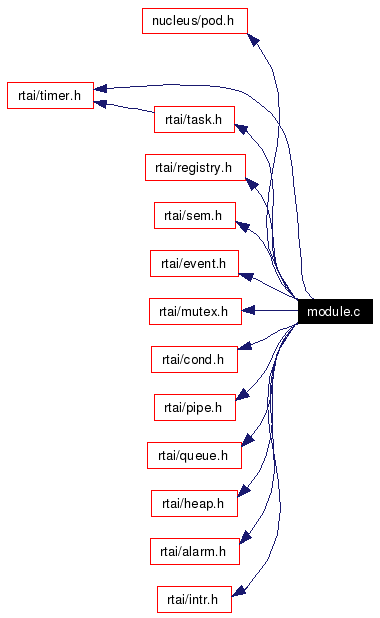 nucleus/pod.h
rtai/timer.h
rtai/task.h
rtai/registry.h
rtai/sem.h
rtai/event.h
rtai/mutex.h
module.c
rtai/cond.h
rtai/pipe.h
rtai/queue.h
rtai/heap.h
rtai/alarm.h
rtai/intr.h